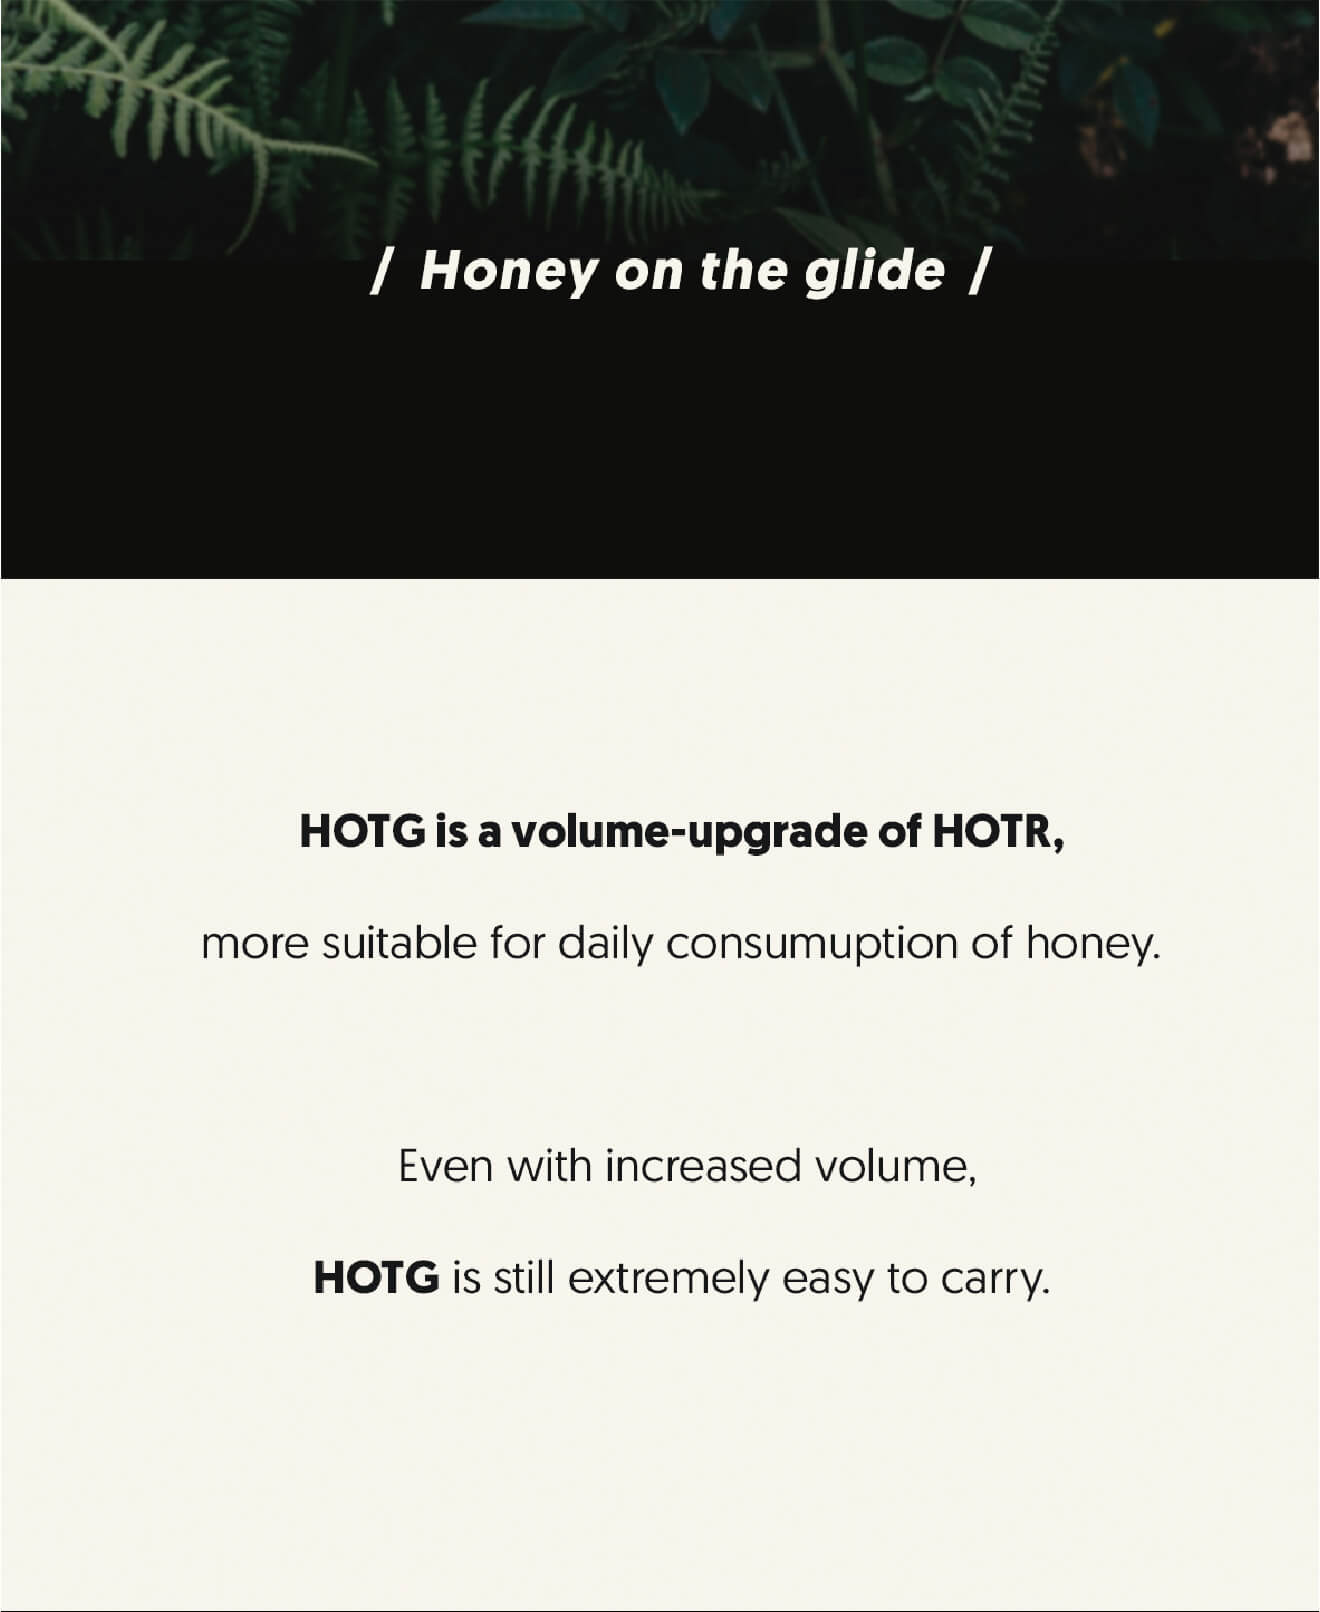 / Honey on the glide /
HOTG is a volume-upgrade of HOTR,
more suitable for daily consumuption of honey.
Even with increased volume,
HOTG is still extremely easy to carry.